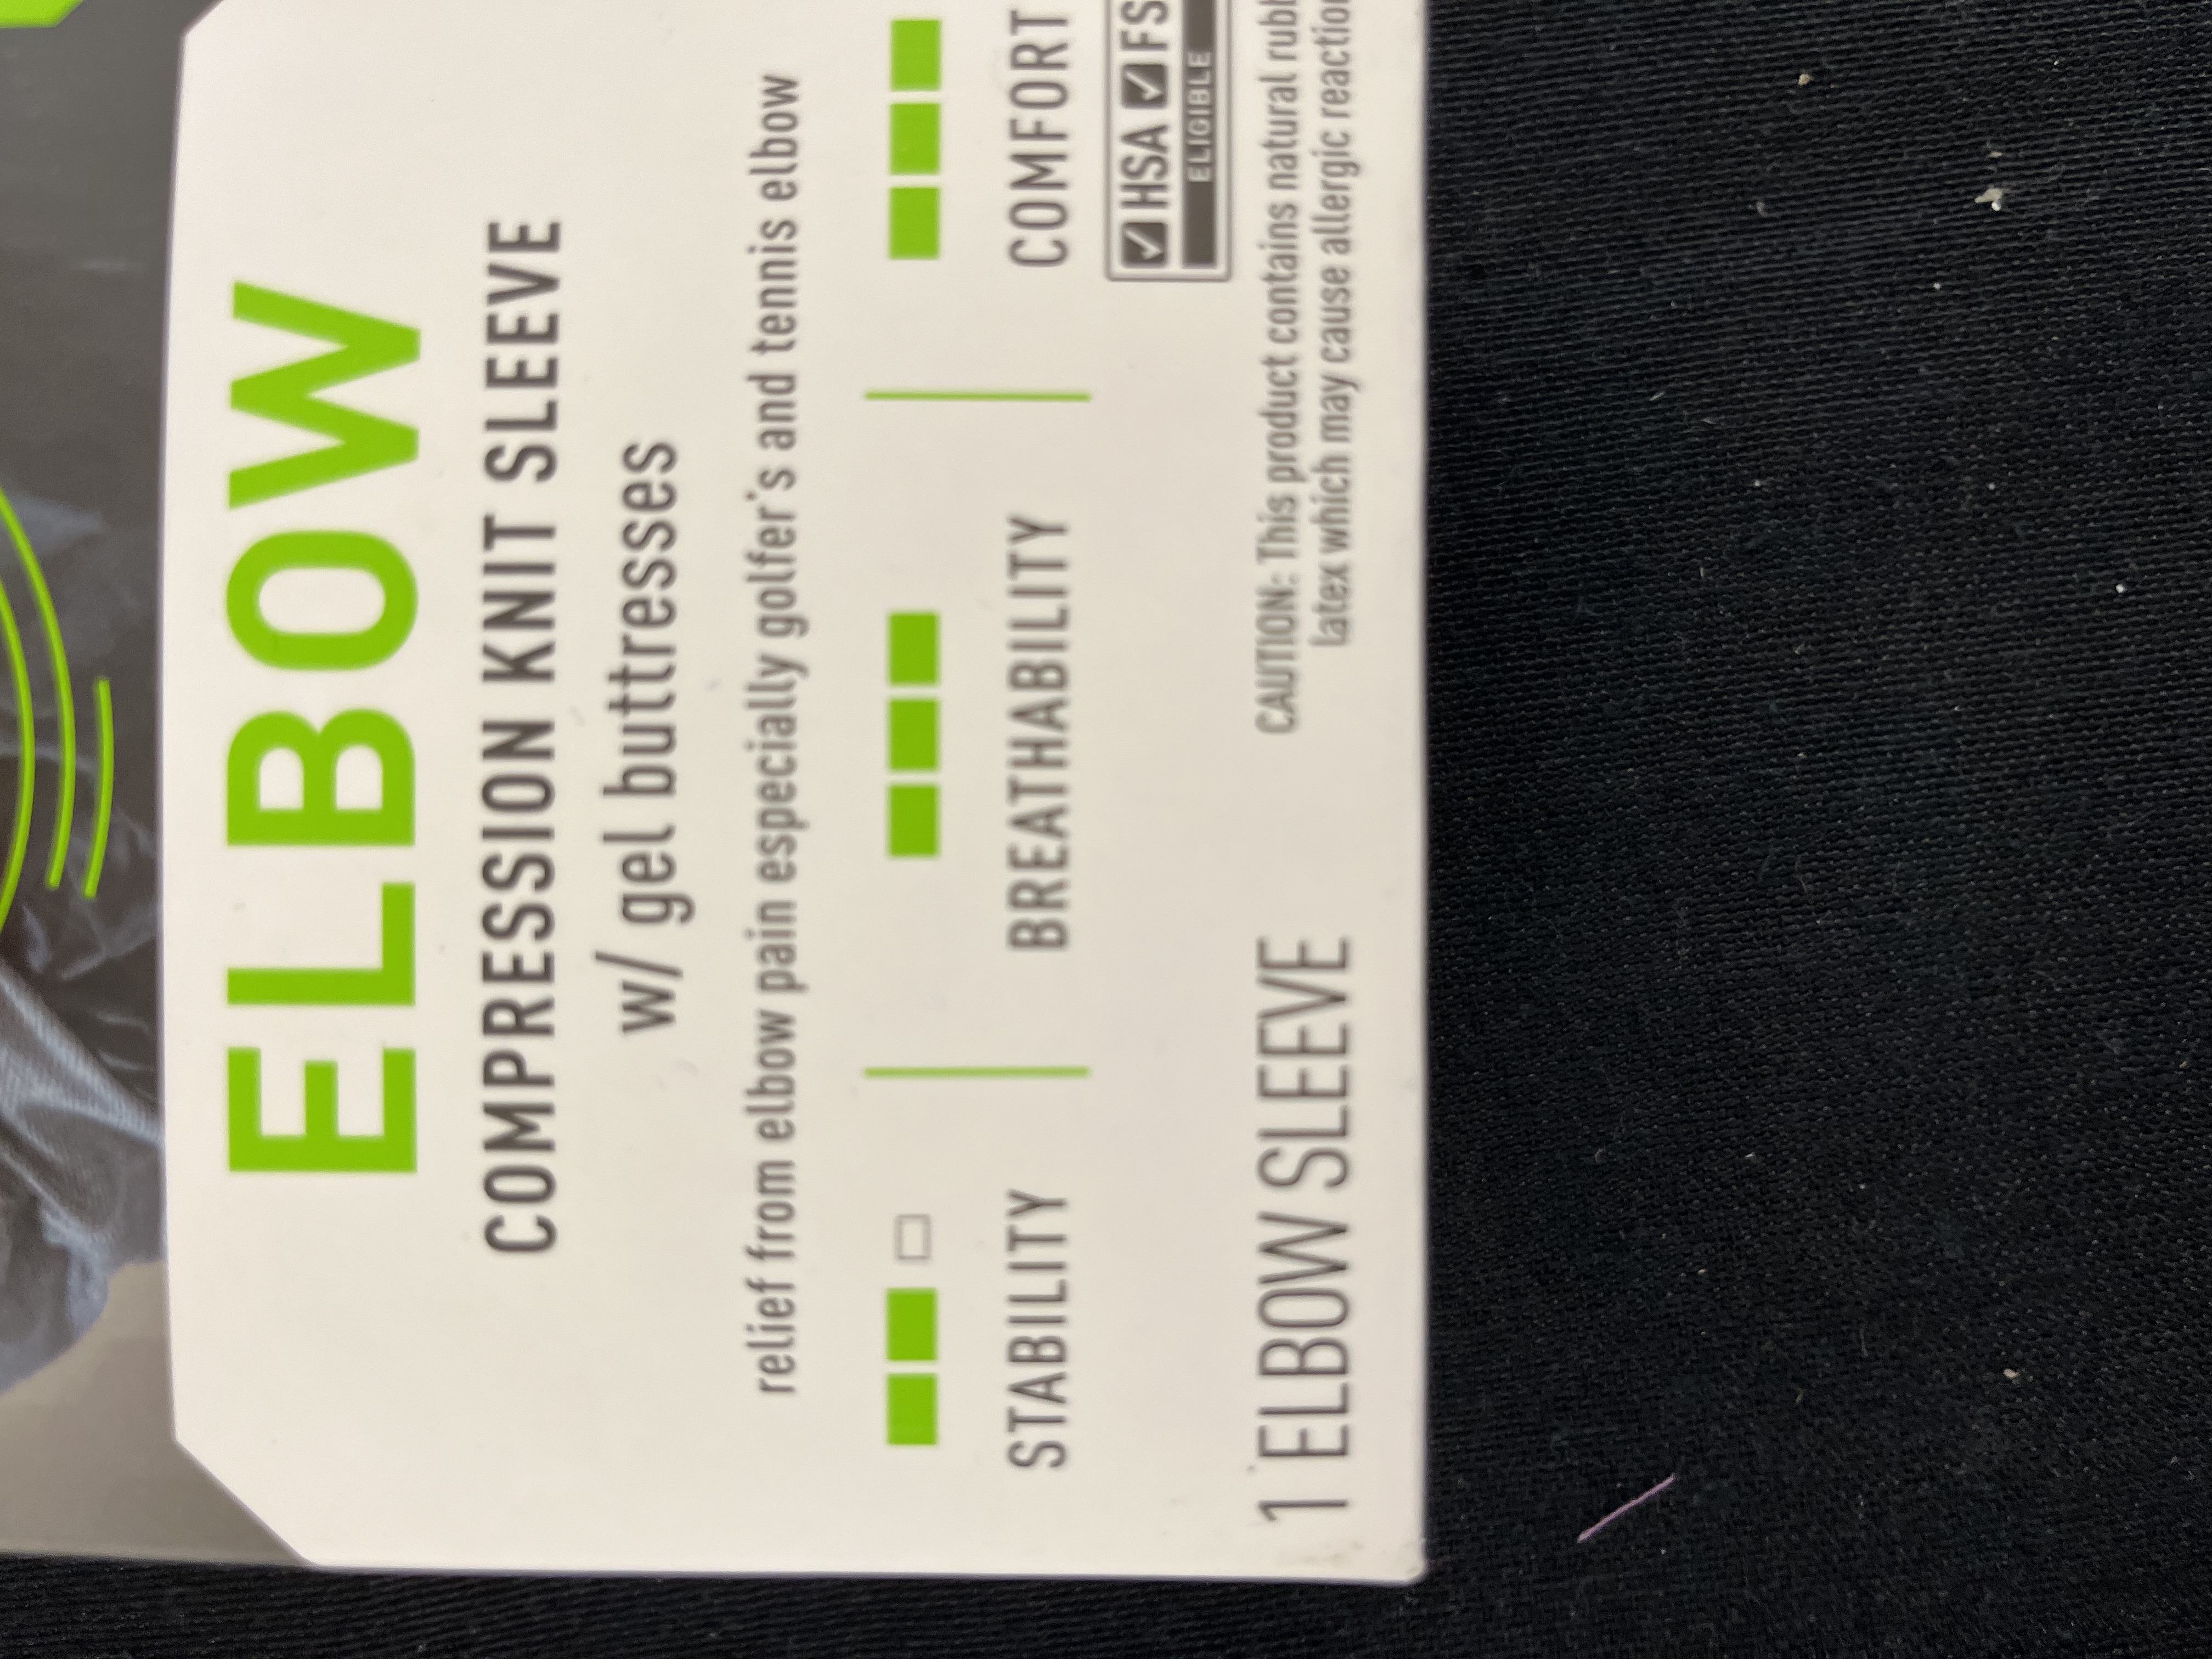 ELBOW
COMPRESSION KNIT SLEEVE
w/ gel buttresses
relief from elbow pain especially golfer's and tennis elbow
STABILITY
BREATHABILITY
COMFORT
HSA FS
ELIGIBLE
1 ELBOW SLEEVE
CAUTION: This product contains natural
latex which may cause allergic